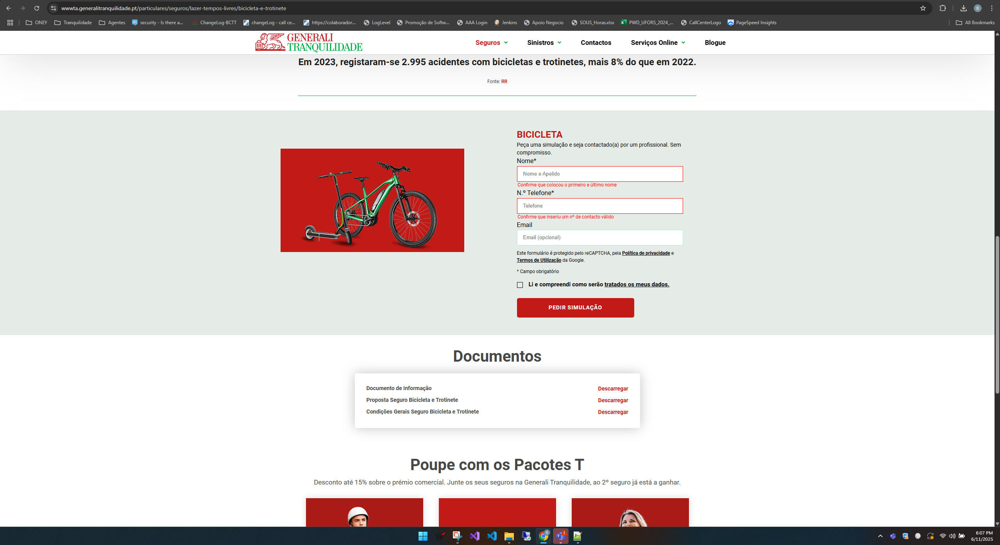 wwwta.generalitranquilidade.pt/particulares/seguros/lazer-tempos-livres/bicicleta-e-trotinete
B
ONEY
Tranquilidade
Agentes
security - Is there a...
ChangeLog-BCTT
changeLog - call ce...
https://colaborador...
LogLevel
Promoção de Softw...
AAA Login
Jenkins
Apoio Negocio
SOUS_Horas.xlsx
PWD_UFORS_2024_...
CallCenterLogo
PageSpeed Insights
All Bookmarks
GENERALI
TRANQUILIDADE
Seguros
Sinistros
Contactos
Serviços Online
Blogue
Em 2023, registaram-se 2.995 acidentes com bicicletas e trotinetes, mais 8% do que em 2022.
Fonte: RR
BICICLETA
Peça uma simulação e seja contactado(a) por um profissional. Sem
compromisso.
Nome*
Nome e Apelido
Confirme que colocou o primeiro e último nome
N.º Telefone*
Telefone
Confirme que inseriu um nº de contacto válido
Email
Email (opcional)
Este formulário é protegido pelo reCAPTCHA, pela Política de privacidade e
Termos de Utilização da Google.
* Campo obrigatório
Li e compreendi como serão tratados os meus dados.
PEDIR SIMULAÇÃO
Documentos
Documento de Informação
Descarregar
Proposta Seguro Bicicleta e Trotinete
Descarregar
Condições Gerais Seguro Bicicleta e Trotinete
Descarregar
Poupe com os Pacotes T
Desconto até 15% sobre o prémio comercial. Junte os seus seguros na Generali Tranquilidade, ao 2º seguro já está a ganhar.
6:07 PM
6/11/2025